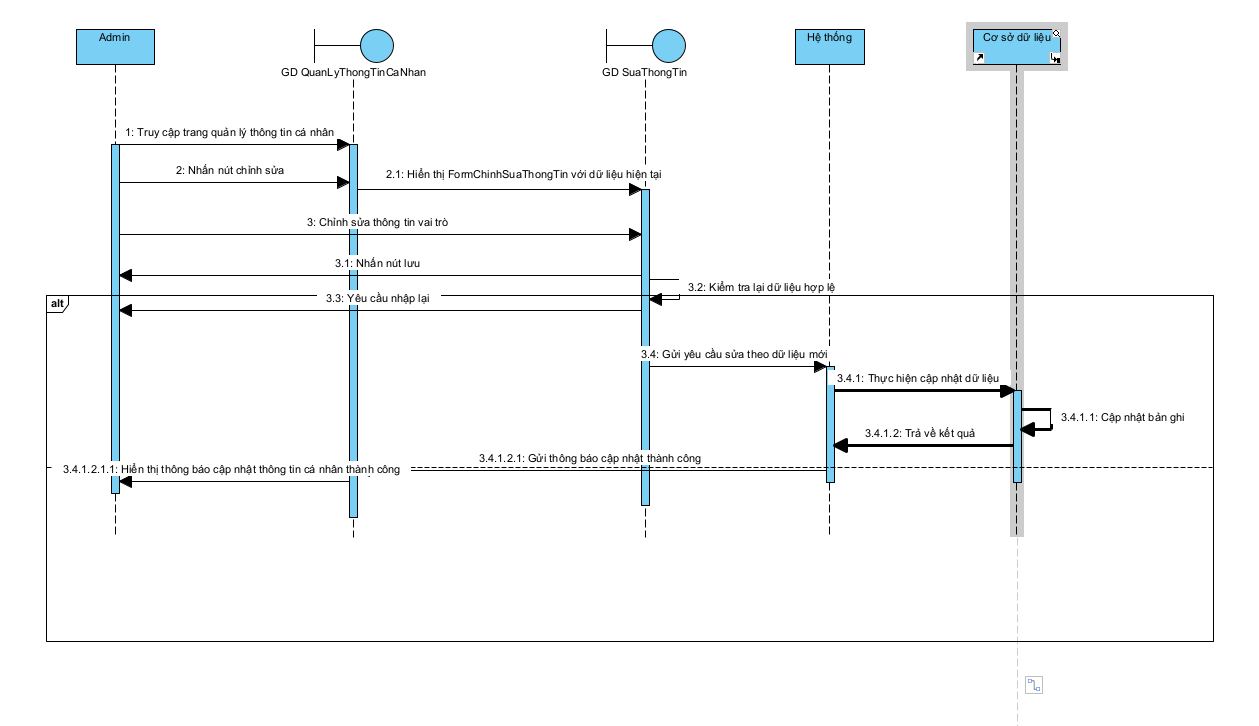 Admin
GD QuanLyThongTinCaNhan
GD SuaThongTin
Hệ thống
Cơ sở dữ liệu
1: Truy cập trang quản lý thông tin cá nhân
2: Nhấn nút chỉnh sửa
2.1: Hiển thị FormChinhSuaThongTin với dữ liệu hiện tại
3: Chỉnh sửa thông tin vai trò
3.1: Nhấn nút lưu
3.2: Kiểm tra lại dữ liệu hợp lệ
alt
3.3: Yêu cầu nhập lại
3.4: Gửi yêu cầu sửa theo dữ liệu mới
3.4.1: Thực hiện cập nhật dữ liệu
3.4.1.1: Cập nhật bản ghi
3.4.1.2: Trả về kết quả
3.4.1.2.1: Gửi thông báo cập nhật thành công
3.4.1.2.1.1: Hiển thị thông báo cập nhật thông tin cá nhân thành công